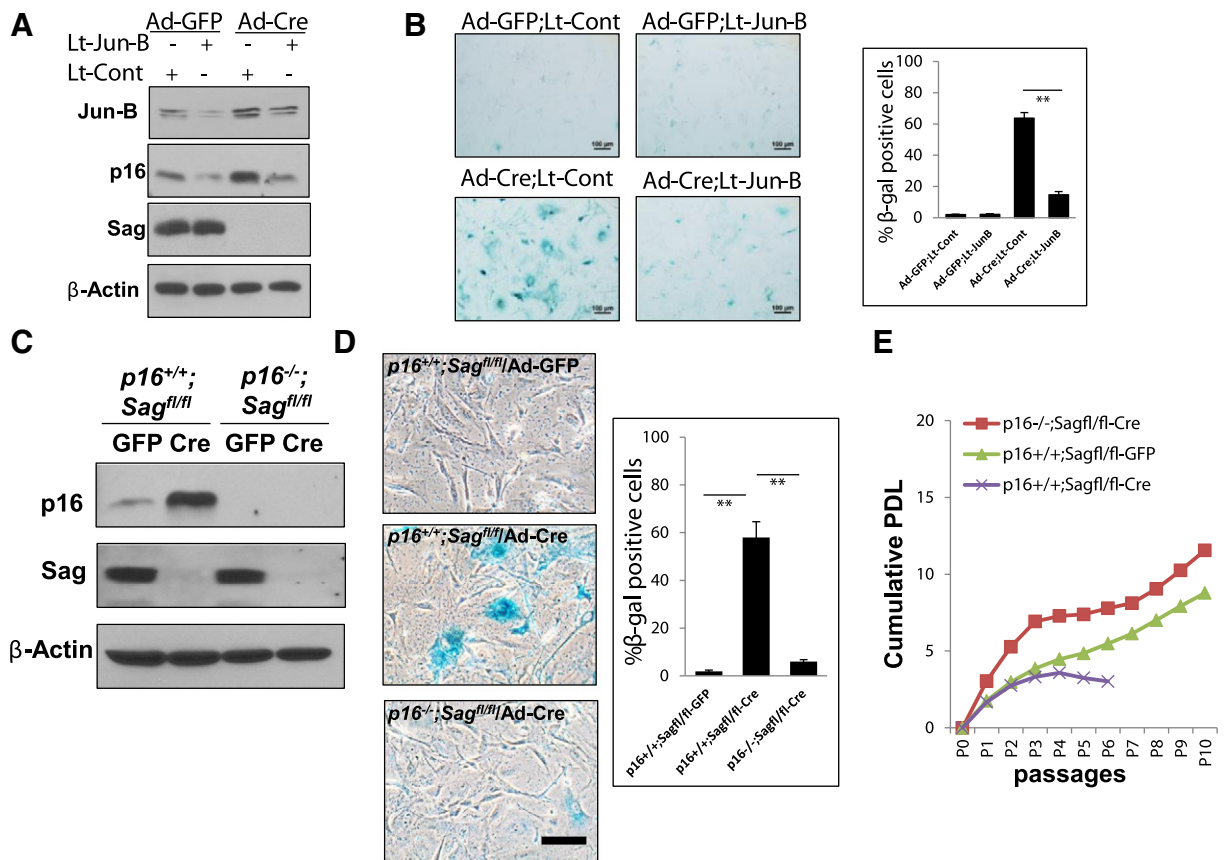 A
Ad-GFP Ad-Cre
Lt-Jun-B - + - +
Lt-Cont + - + -
Jun-B
p16
Sag
β-Actin
B
Ad-GFP;Lt-Cont
Ad-GFP;Lt-Jun-B
100 µm
100 µm
Ad-Cre;Lt-Cont
Ad-Cre;Lt-Jun-B
100 µm
100 µm
% β-gal positive cells
100
80
60
40
20
0
**
Ad-GFP;Lt-Cont
Ad-GFP;Lt-JunB
Ad-Cre;Lt-Cont
Ad-Cre;Lt-JunB
C
p16+/+;
Sagfl/fl
p16-/-;
Sagfl/fl
GFP Cre GFP Cre
p16
Sag
β-Actin
D
p16+/+;Sagfl/fl/Ad-GFP
p16+/+;Sagfl/fl/Ad-Cre
p16-/-;Sagfl/fl/Ad-Cre
%β-gal positive cells
100
80
60
40
20
0
**
**
p16+/+;Sagfl/fl-GFP
p16+/+;Sagfl/fl-Cre
p16-/-;Sagfl/fl-Cre
E
Cumulative PDL
20
15
10
5
0
p16-/-;Sagfl/fl-Cre
p16+/+;Sagfl/fl-GFP
p16+/+;Sagfl/fl-Cre
P0 P1 P2 P3 P4 P5 P6 P7 P8 P9 P10
passages